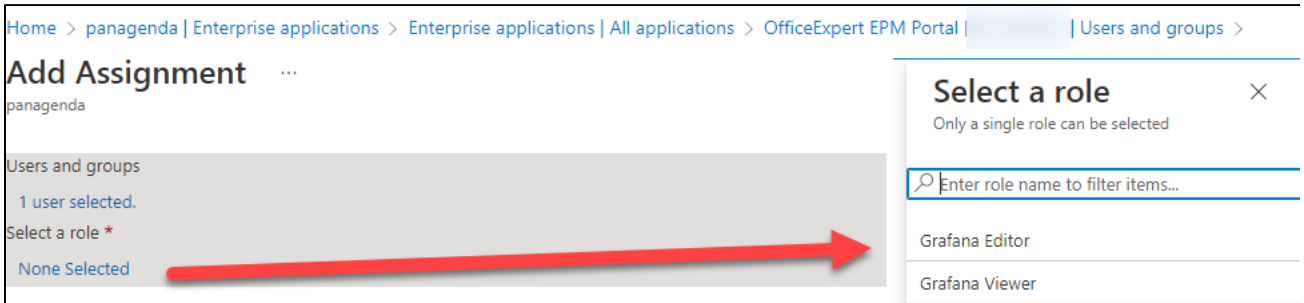 Home > panagenda | Enterprise applications > Enterprise applications | All applications > OfficeExpert EPM Portal | | Users and groups >
Add Assignment ...
panagenda
Users and groups
1 user selected.
Select a role *
None Selected
Select a role
Only a single role can be selected
Enter role name to filter items...
Grafana Editor
Grafana Viewer